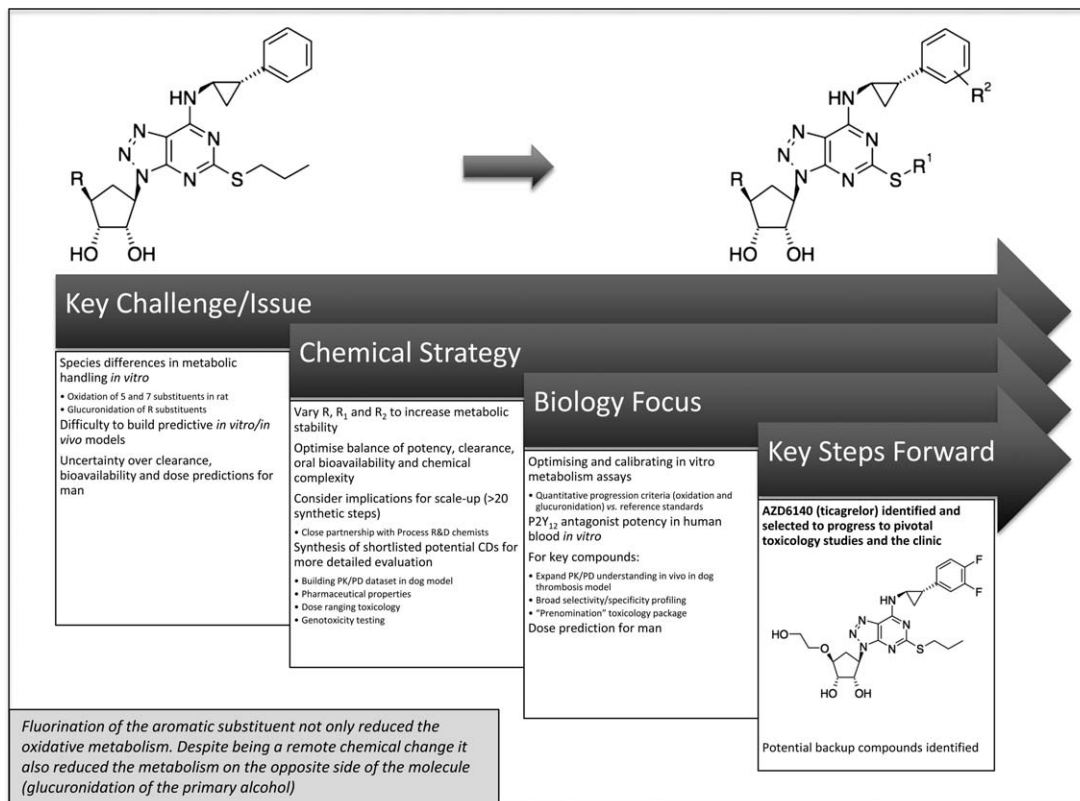 HN
N
N
N
N
N
N
S
R
HO
OH
HN
R²
N
N
N
N
N
N
S
R¹
R
HO
OH
Key Challenge/Issue
Species differences in metabolic
handling in vitro
• Oxidation of 5 and 7 substituents in rat
• Glucuronidation of R substituents
Difficulty to build predictive in vitro/in
vivo models
Uncertainty over clearance,
bioavailability and dose predictions for
man
Chemical Strategy
Vary R, R₁ and R₂ to increase metabolic
stability
Optimise balance of potency, clearance,
oral bioavailability and chemical
complexity
Consider implications for scale-up (>20
synthetic steps)
• Close partnership with Process R&D chemists
Synthesis of shortlisted potential CDs for
more detailed evaluation
• Building PK/PD dataset in dog model
• Pharmaceutical properties
• Dose ranging toxicology
• Genotoxicity testing
Biology Focus
Optimising and calibrating in vitro
metabolism assays
• Quantitative progression criteria (oxidation and
glucuronidation) vs. reference standards
P2Y₁₂ antagonist potency in human
blood in vitro
For key compounds:
• Expand PK/PD understanding in vivo in dog
thrombosis model
• Broad selectivity/specificity profiling
• “Prenomination” toxicology package
Dose prediction for man
Key Steps Forward
AZD6140 (ticagrelor) identified and
selected to progress to pivotal
toxicology studies and the clinic
F
F
HN
N
N
N
N
N
N
S
HO
O
HO
OH
Potential backup compounds identified
Fluorination of the aromatic substituent not only reduced the
oxidative metabolism. Despite being a remote chemical change it
also reduced the metabolism on the opposite side of the molecule
(glucuronidation of the primary alcohol)